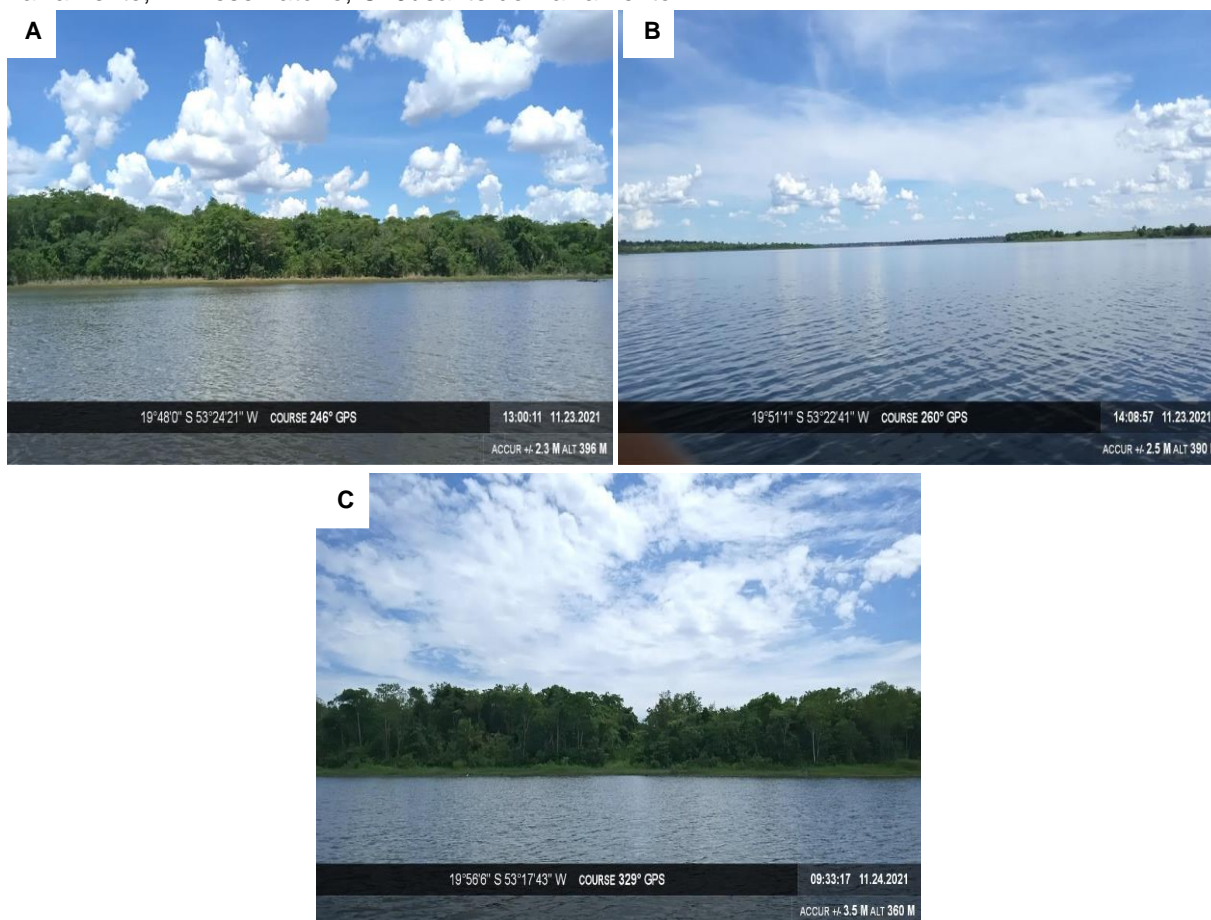 A
B
19°48'0" S 53°24'21" W COURSE 246° GPS
13:00:11 11.23.2021
ACCUR +/- 2.3 M ALT 396 M
19°51'1" S 53°22'41" W COURSE 260° GPS
14:08:57 11.23.2021
ACCUR +/- 2.5 M ALT 390
C
19°56'6" S 53°17'43" W COURSE 329° GPS
09:33:17 11.24.2021
ACCUR +/- 3.5 M ALT 360 M